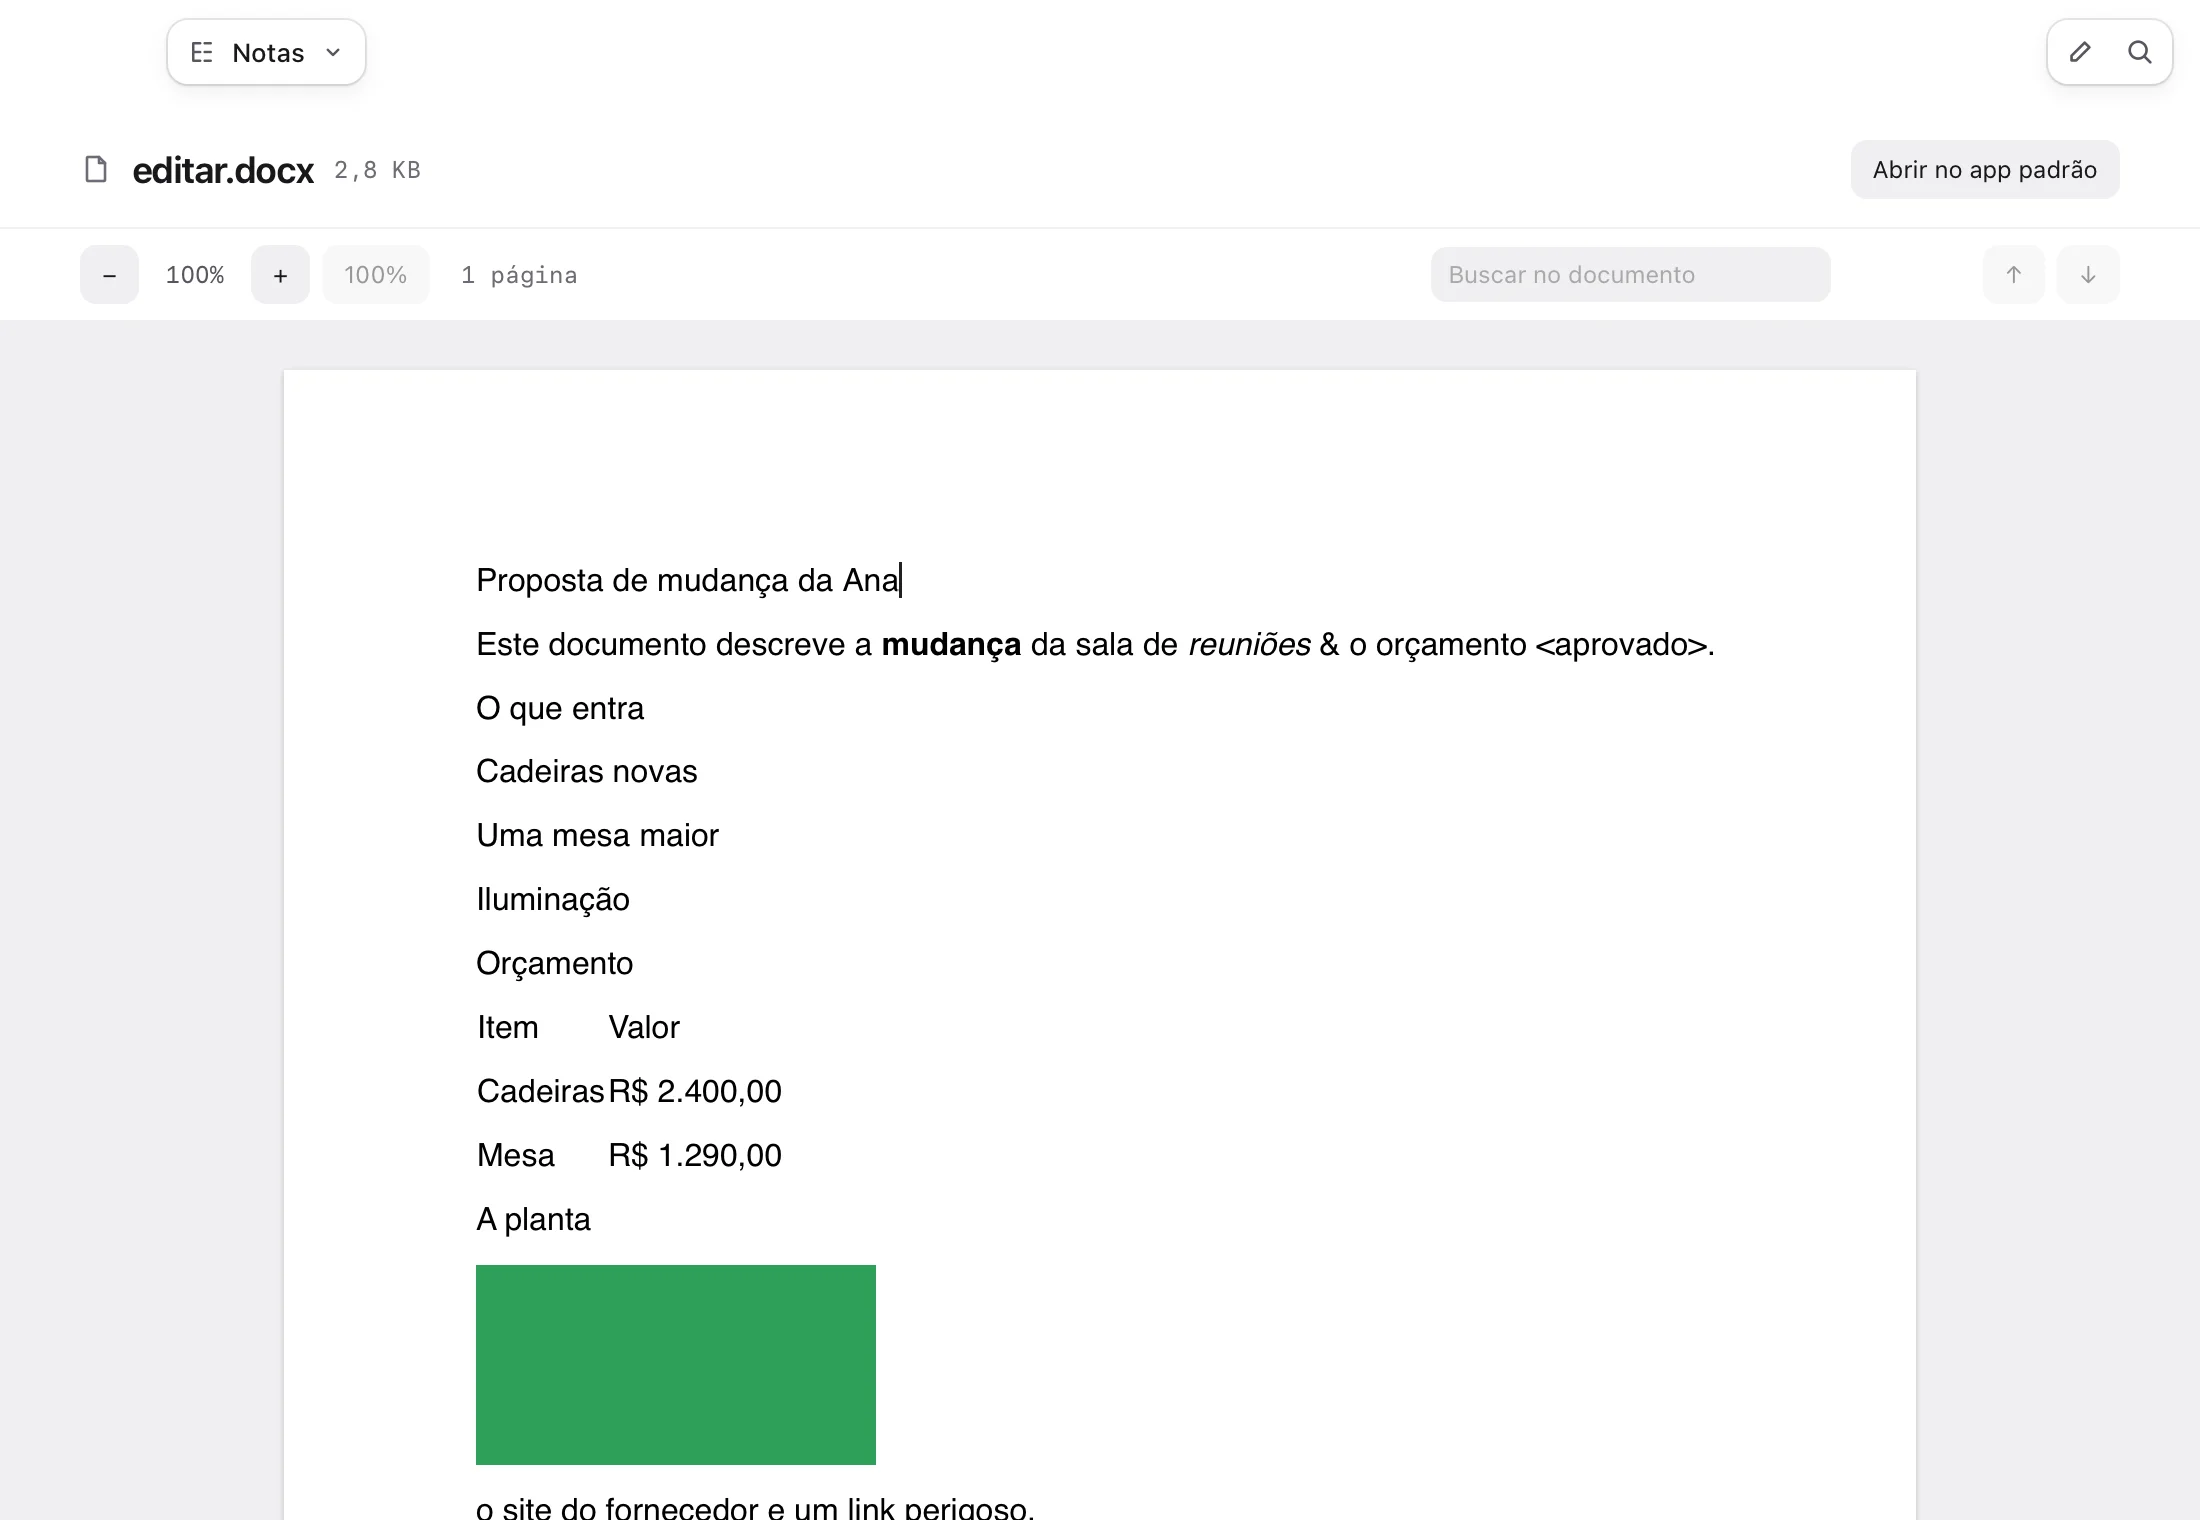 Notas
editar.docx 2,8 KB
Abrir no app padrão
− 100% + 100% 1 página
Buscar no documento ↑ ↓
Proposta de mudança da Ana
Este documento descreve a mudança da sala de reuniões & o orçamento <aprovado>.
O que entra
Cadeiras novas
Uma mesa maior
Iluminação
Orçamento
Item Valor
Cadeiras R$ 2.400,00
Mesa R$ 1.290,00
A planta
o site do fornecedor e um link perigoso.